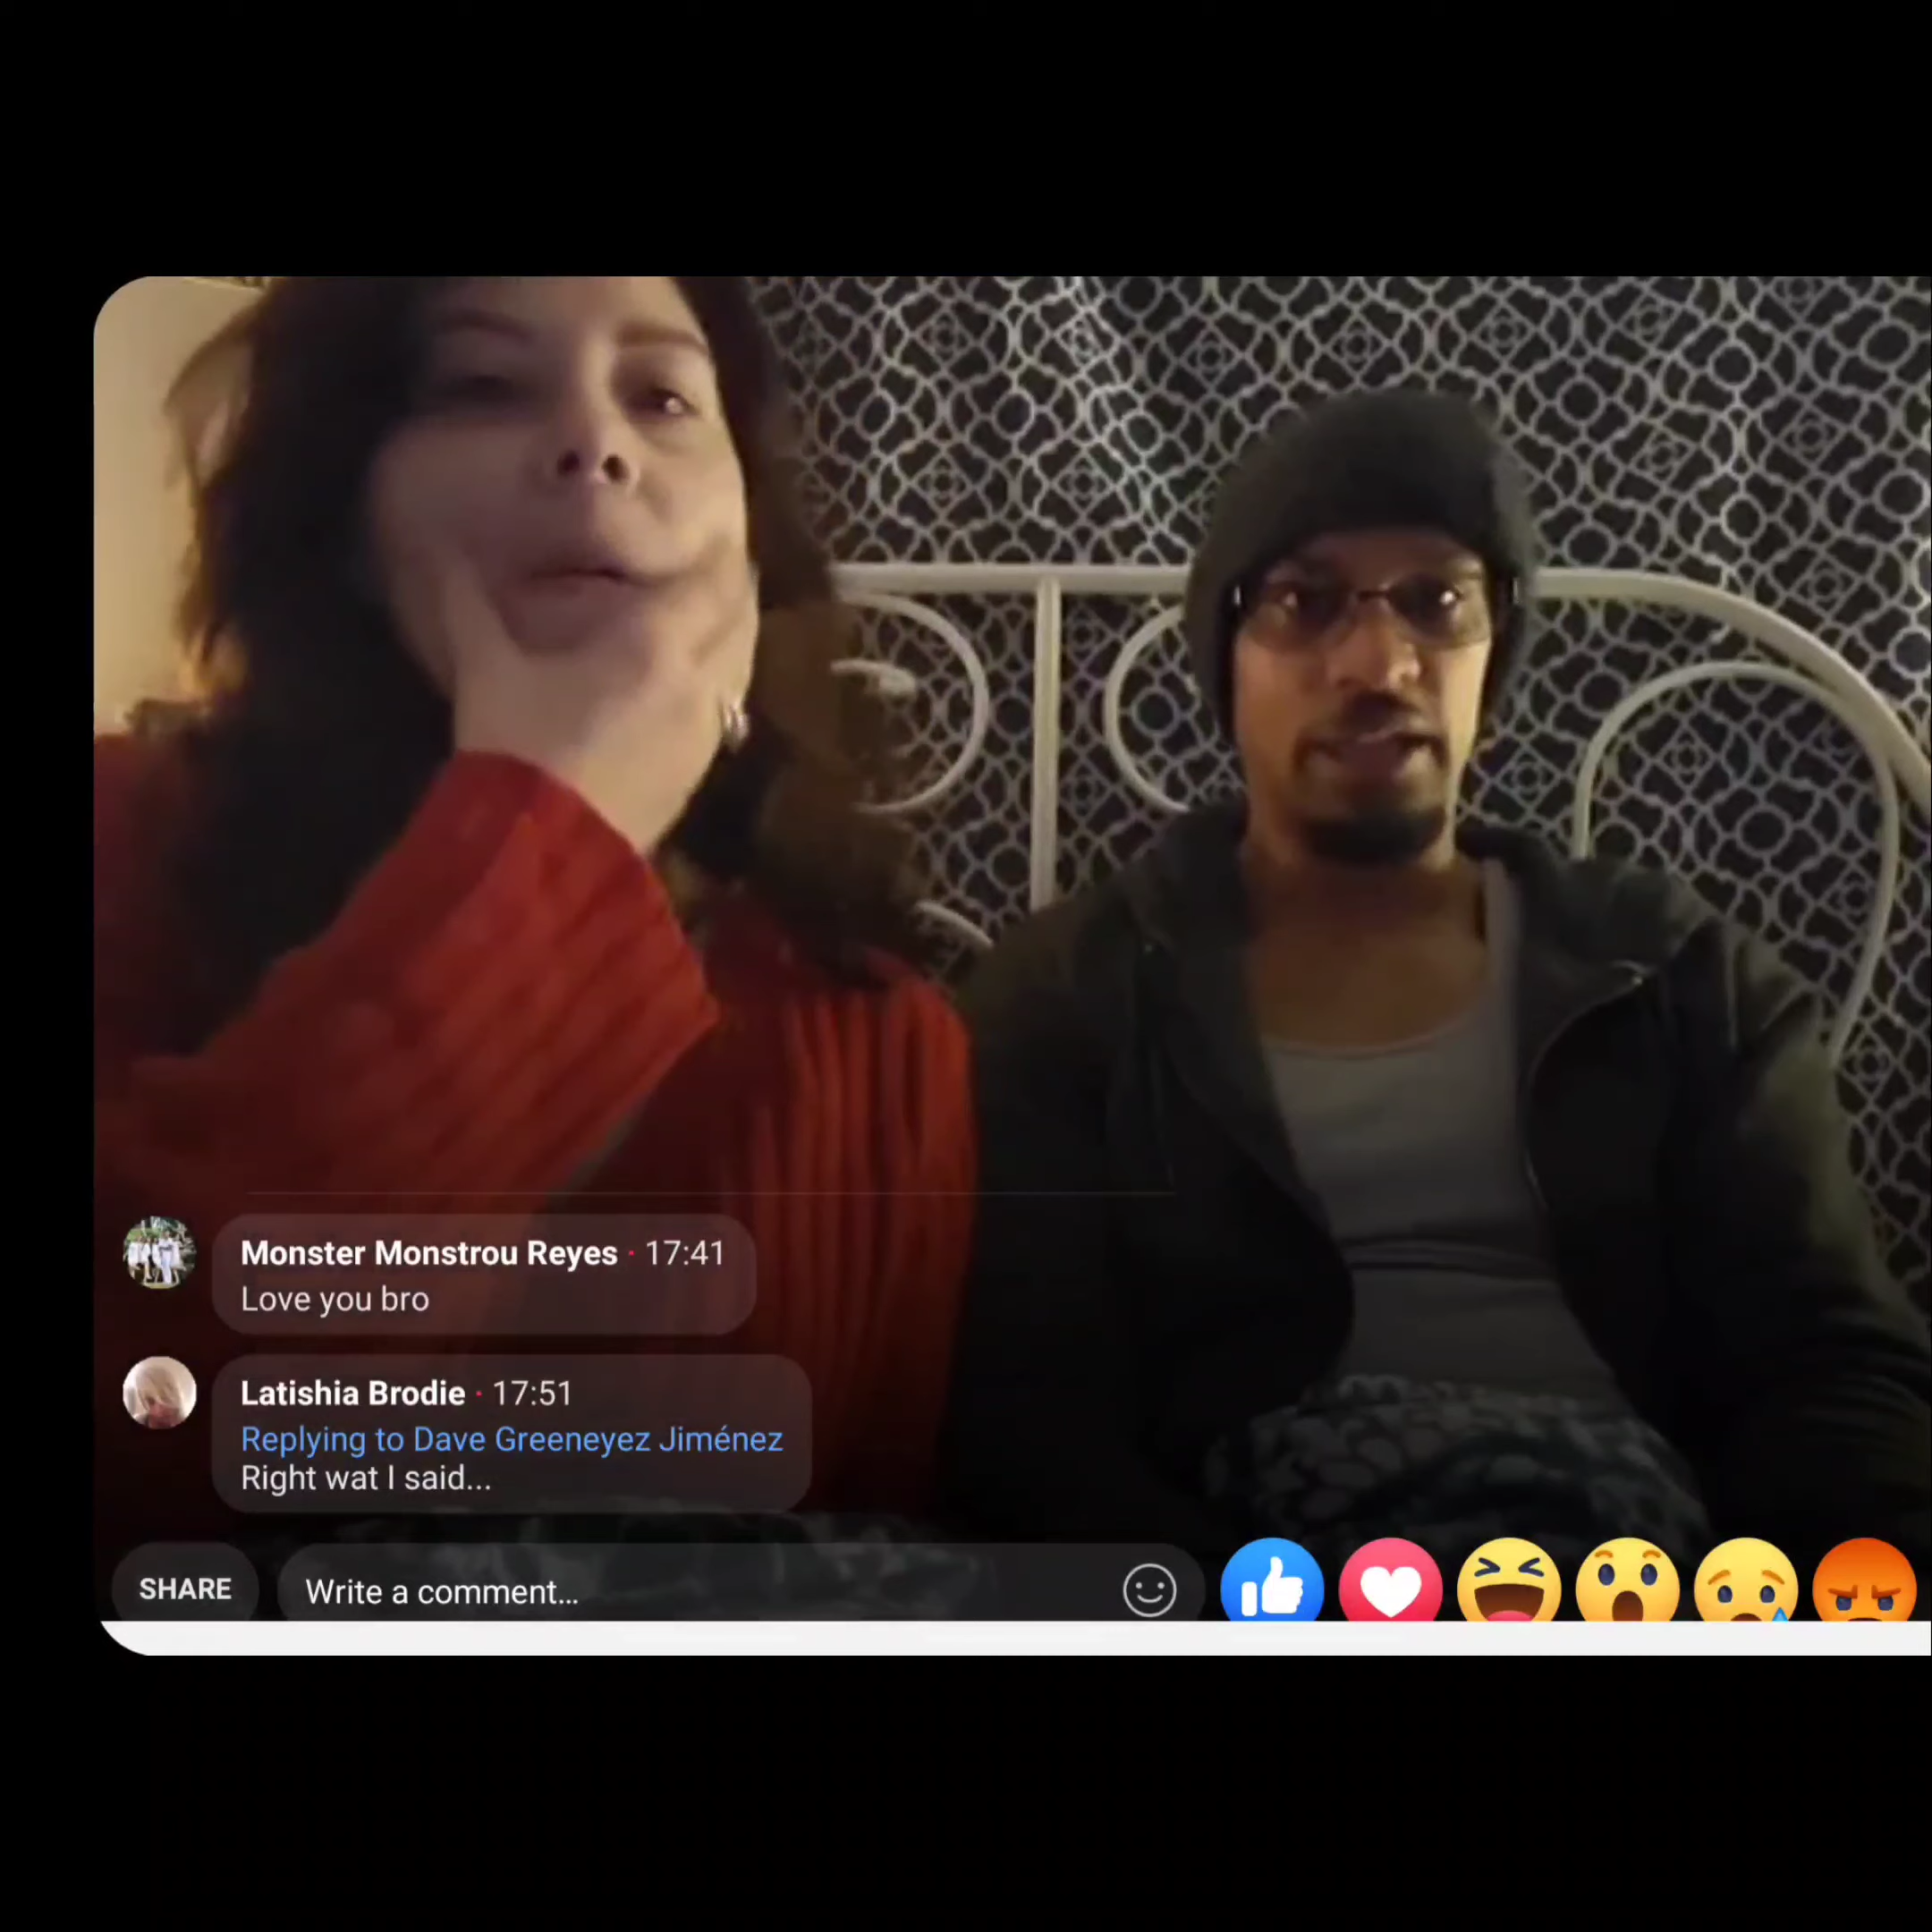 Monster Monstrou Reyes · 17:41
Love you bro
Latishia Brodie · 17:51
Replying to Dave Greeneyez Jiménez
Right wat I said...
SHARE
Write a comment...